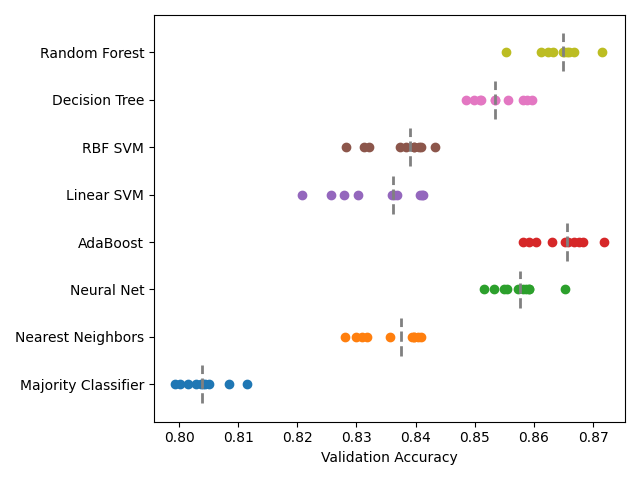 Random Forest
Decision Tree
RBF SVM
Linear SVM
AdaBoost
Neural Net
Nearest Neighbors
Majority Classifier
0.80 0.81 0.82 0.83 0.84 0.85 0.86 0.87
Validation Accuracy